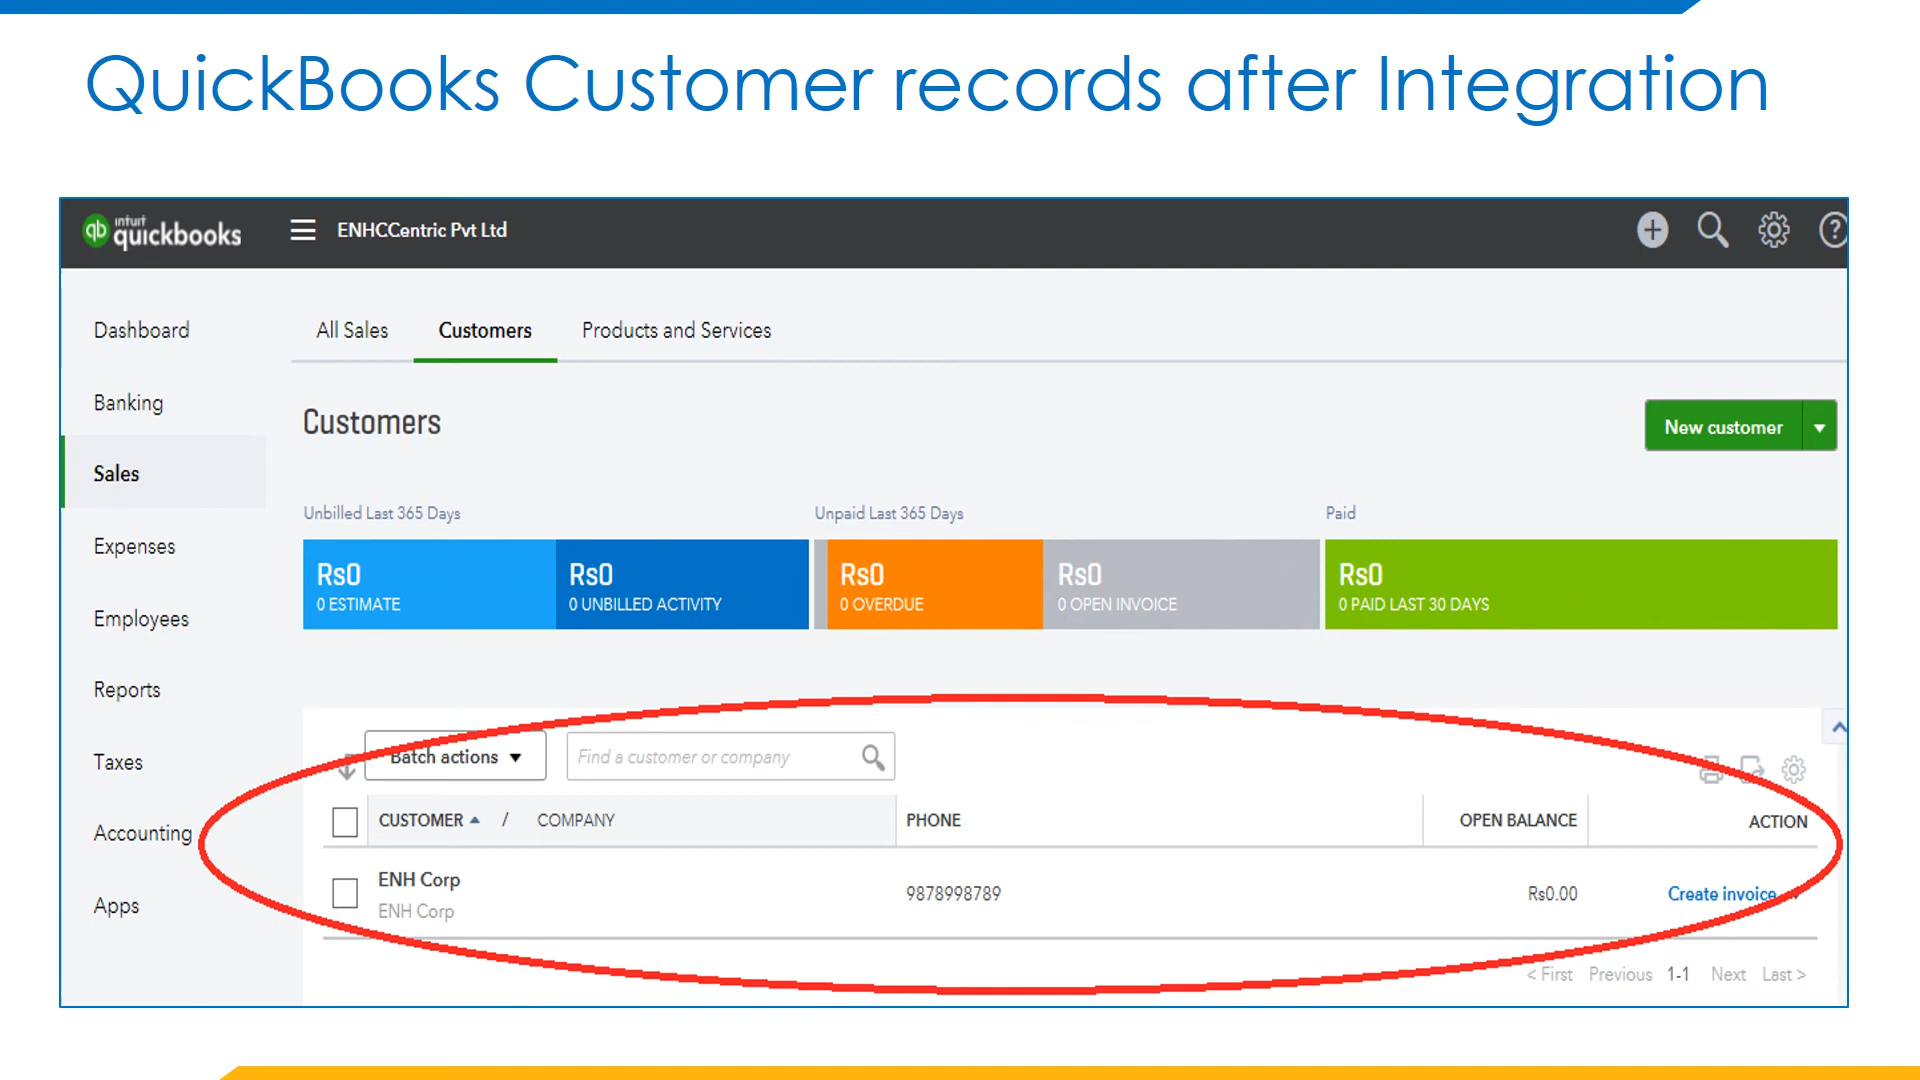 QuickBooks Customer records after Integration
intuit quickbooks
ENHCCentric Pvt Ltd
Dashboard
Banking
Sales
Expenses
Employees
Reports
Taxes
Accounting
Apps
All Sales Customers Products and Services
Customers
New customer
Unbilled Last 365 Days Unpaid Last 365 Days Paid
Rs0 Rs0 Rs0 Rs0 Rs0
0 ESTIMATE 0 UNBILLED ACTIVITY 0 OVERDUE 0 OPEN INVOICE 0 PAID LAST 30 DAYS
Batch actions Find a customer or company
CUSTOMER / COMPANY PHONE OPEN BALANCE ACTION
ENH Corp
ENH Corp
9878998789 Rs0.00 Create invoice
< First Previous 1-1 Next Last >